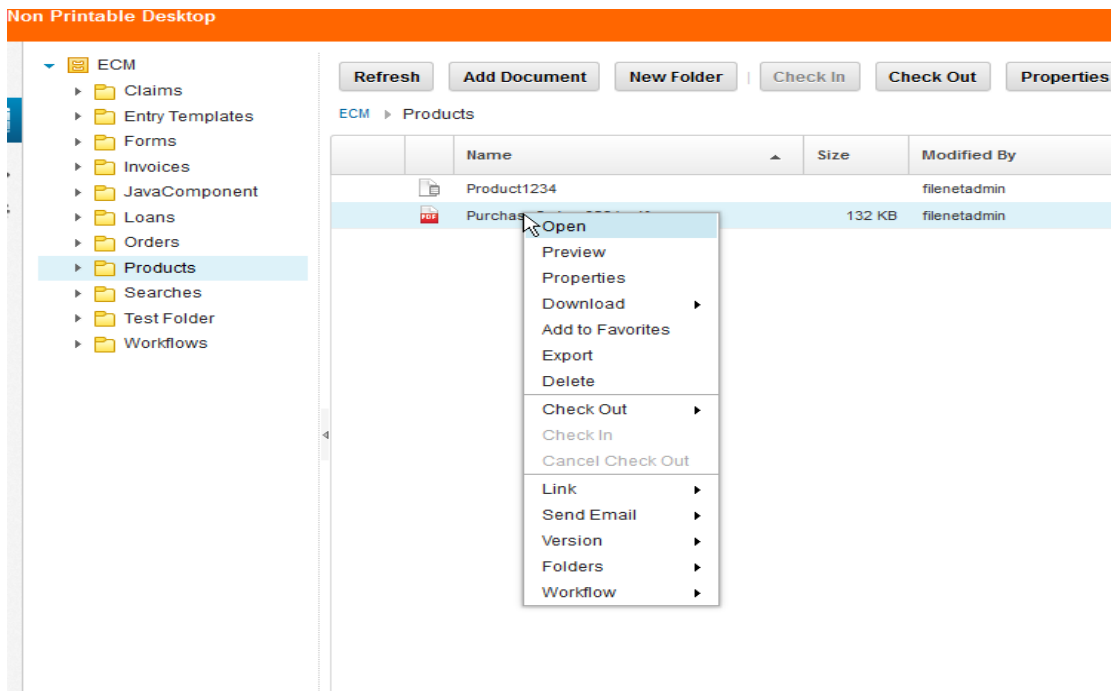 Non Printable Desktop
ECM
Claims
Entry Templates
Forms
Invoices
JavaComponent
Loans
Orders
Products
Searches
Test Folder
Workflows
Refresh Add Document New Folder Check In Check Out Properties
ECM Products
Name Size Modified By
Product1234 filenetadmin
132 KB filenetadmin
Open
Preview
Properties
Download
Add to Favorites
Export
Delete
Check Out
Check In
Cancel Check Out
Link
Send Email
Version
Folders
Workflow